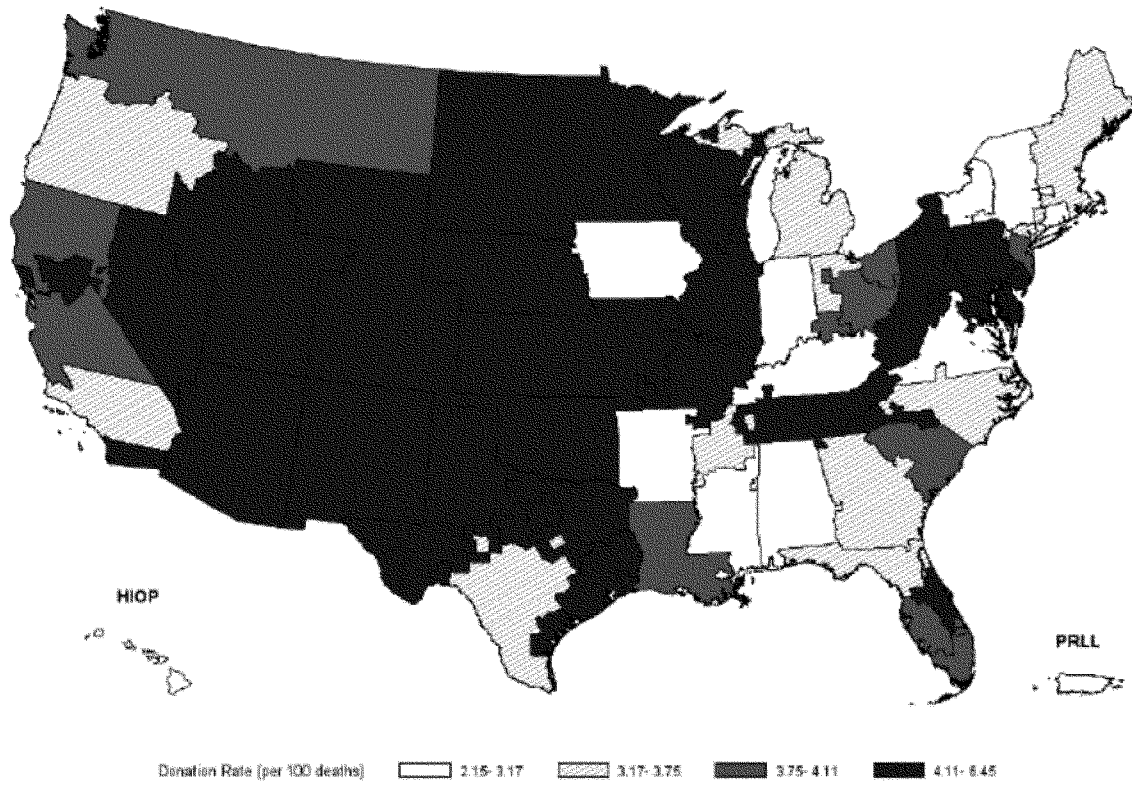 HIOP
PRLL
Donation Rate (per 100 deaths) 2.15- 3.17 3.17- 3.75 3.75- 4.11 4.11- 6.45